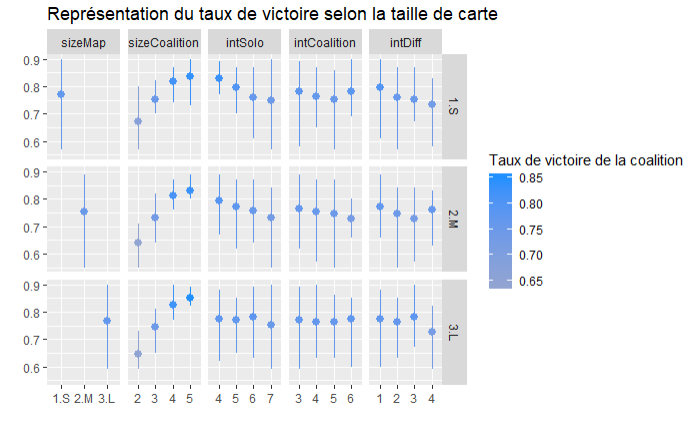 Représentation du taux de victoire selon la taille de carte
sizeMap sizeCoalition intSolo intCoalition intDiff
0.9
0.8
0.7
0.6
1.S
0.9
0.8
0.7
0.6
2.M
0.9
0.8
0.7
0.6
3.L
1.S 2.M 3.L 2 3 4 5 4 5 6 7 3 4 5 6 1 2 3 4
Taux de victoire de la coalition
0.85
0.80
0.75
0.70
0.65